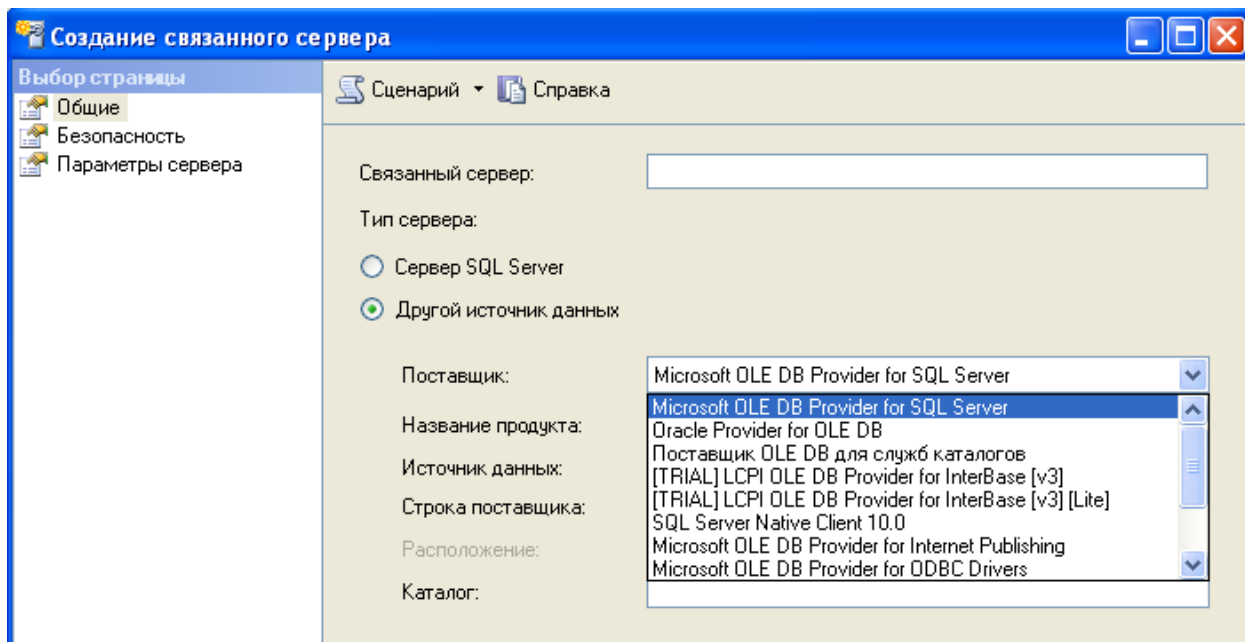 Создание связанного сервера
Выбор страницы
Общие
Безопасность
Параметры сервера
Сценарий
Справка
Связанный сервер:
Тип сервера:
Сервер SQL Server
Другой источник данных
Поставщик:
Microsoft OLE DB Provider for SQL Server
Microsoft OLE DB Provider for SQL Server
Oracle Provider for OLE DB
Поставщик OLE DB для служб каталогов
[TRIAL] LCPI OLE DB Provider for InterBase [v3]
[TRIAL] LCPI OLE DB Provider for InterBase [v3] [Lite]
SQL Server Native Client 10.0
Microsoft OLE DB Provider for Internet Publishing
Microsoft OLE DB Provider for ODBC Drivers
Название продукта:
Источник данных:
Строка поставщика:
Расположение:
Каталог: